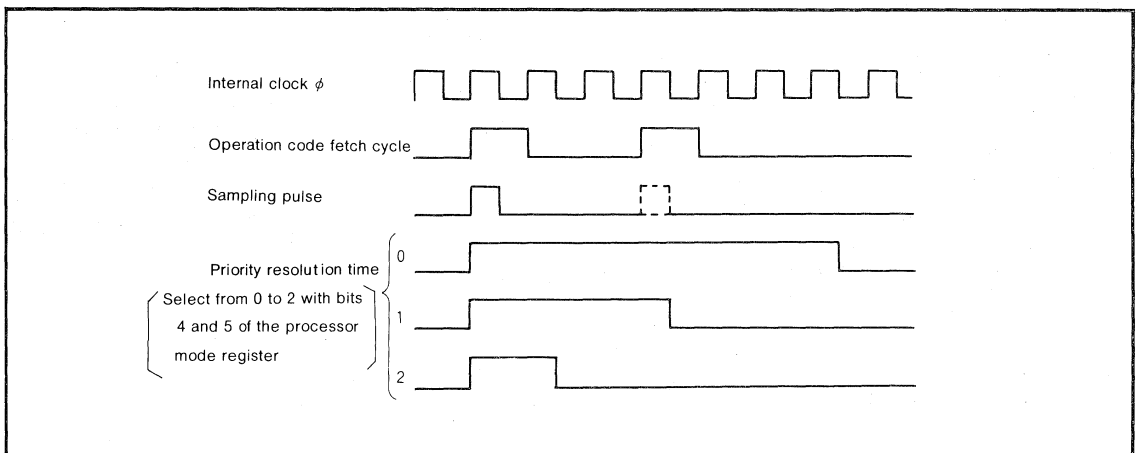 Internal clock ϕ
Operation code fetch cycle
Sampling pulse
Priority resolution time
Select from 0 to 2 with bits
4 and 5 of the processor
mode register
0
1
2